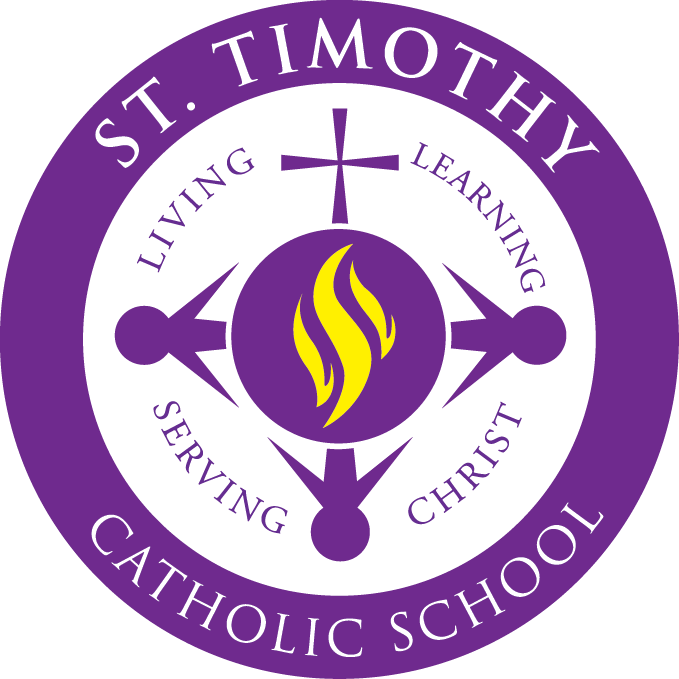 ST. TIMOTHY
LIVING
LEARNING
SERVING
CHRIST
CATHOLIC SCHOOL